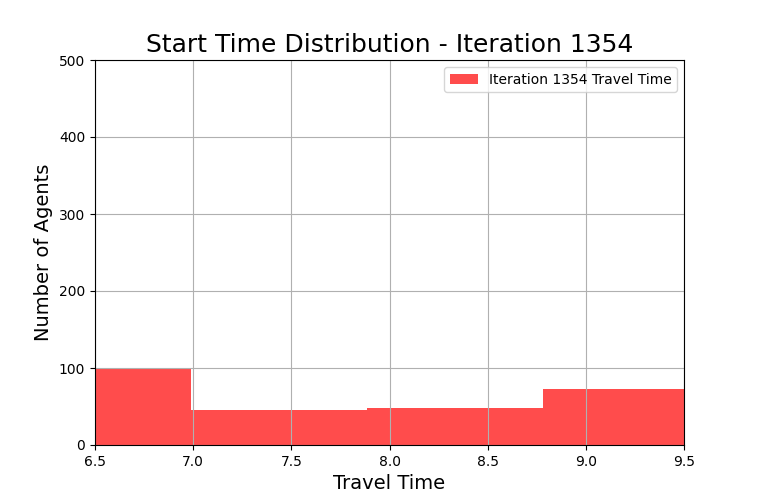 Start Time Distribution - Iteration 1354
Iteration 1354 Travel Time
Number of Agents
500
400
300
200
100
0
6.5 7.0 7.5 8.0 8.5 9.0 9.5
Travel Time